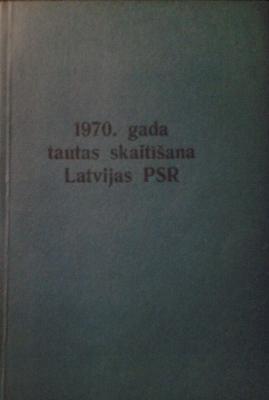 1970. gada
tautas skaitīšana
Latvijas PSR